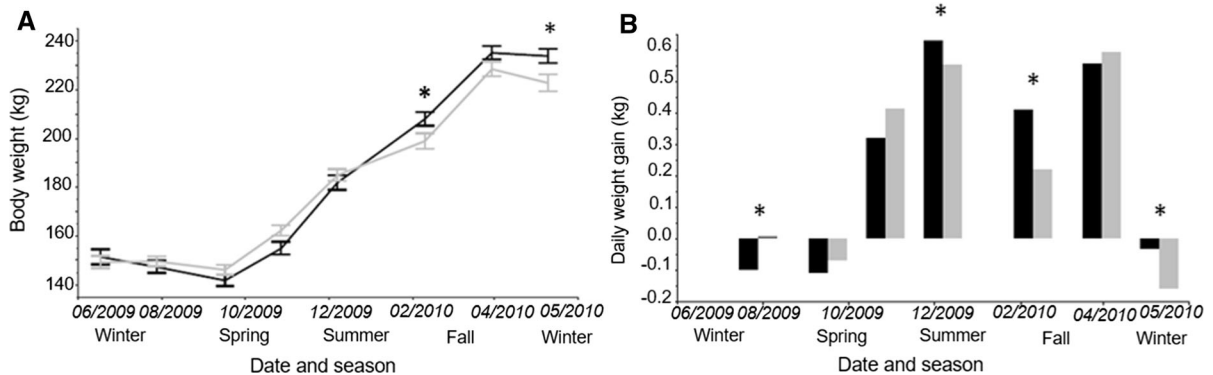 A
Body weight (kg)
240
220
200
180
160
140
*
*
06/2009 08/2009 10/2009 12/2009 02/2010 04/2010 05/2010
Winter Spring Summer Fall Winter
Date and season
B
Daily weight gain (kg)
0.6
0.5
0.4
0.3
0.2
0.1
0.0
-0.1
-0.2
*
*
*
*
06/2009 08/2009 10/2009 12/2009 02/2010 04/2010 05/2010
Winter Spring Summer Fall Winter
Date and season